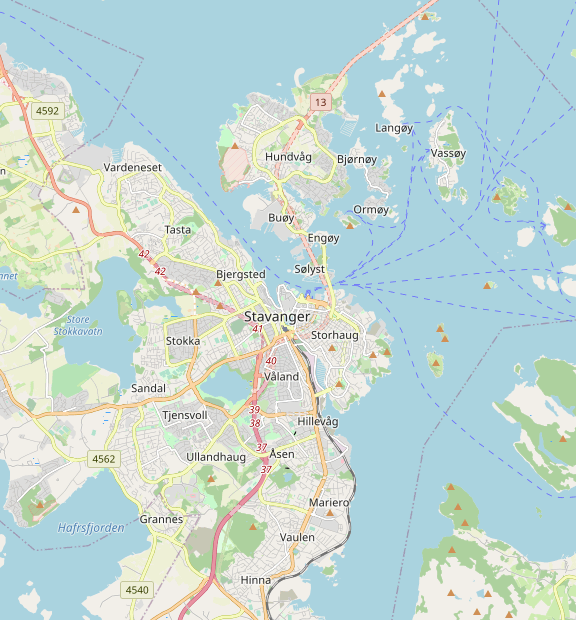 13
4592
Langøy
Vassøy
Hundvåg
Bjørnøy
Vardeneset
n
Ormøy
Buøy
Tasta
Engøy
42
42
Sølyst
Bjergsted
nnet
Store
Stokkavatn
Stavanger
41
Storhaug
Stokka
40
Våland
Sandal
39
Tjensvoll
38
Hillevåg
37
Åsen
4562
Ullandhaug
37
Mariero
Grannes
Hafrsfjorden
Vaulen
Hinna
4540